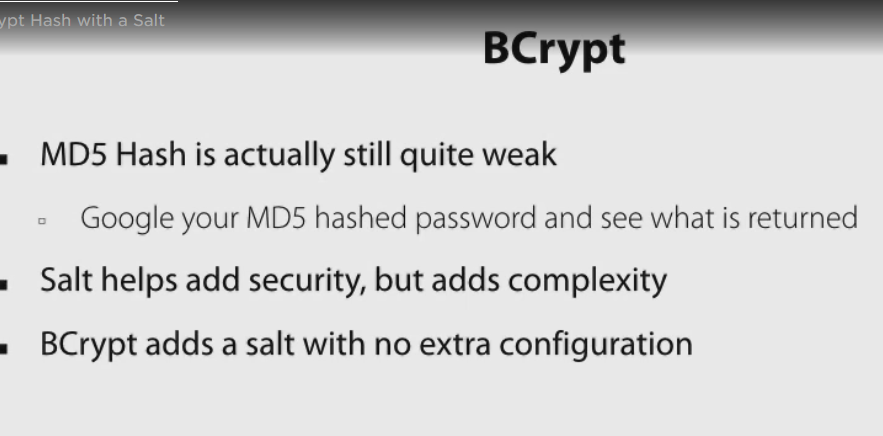 ypt Hash with a Salt
BCrypt
MD5 Hash is actually still quite weak
Google your MD5 hashed password and see what is returned
Salt helps add security, but adds complexity
BCrypt adds a salt with no extra configuration